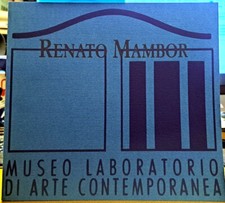 RENATO MAMBOR
MUSEO LABORATORIO
DI ARTE CONTEMPORANEA